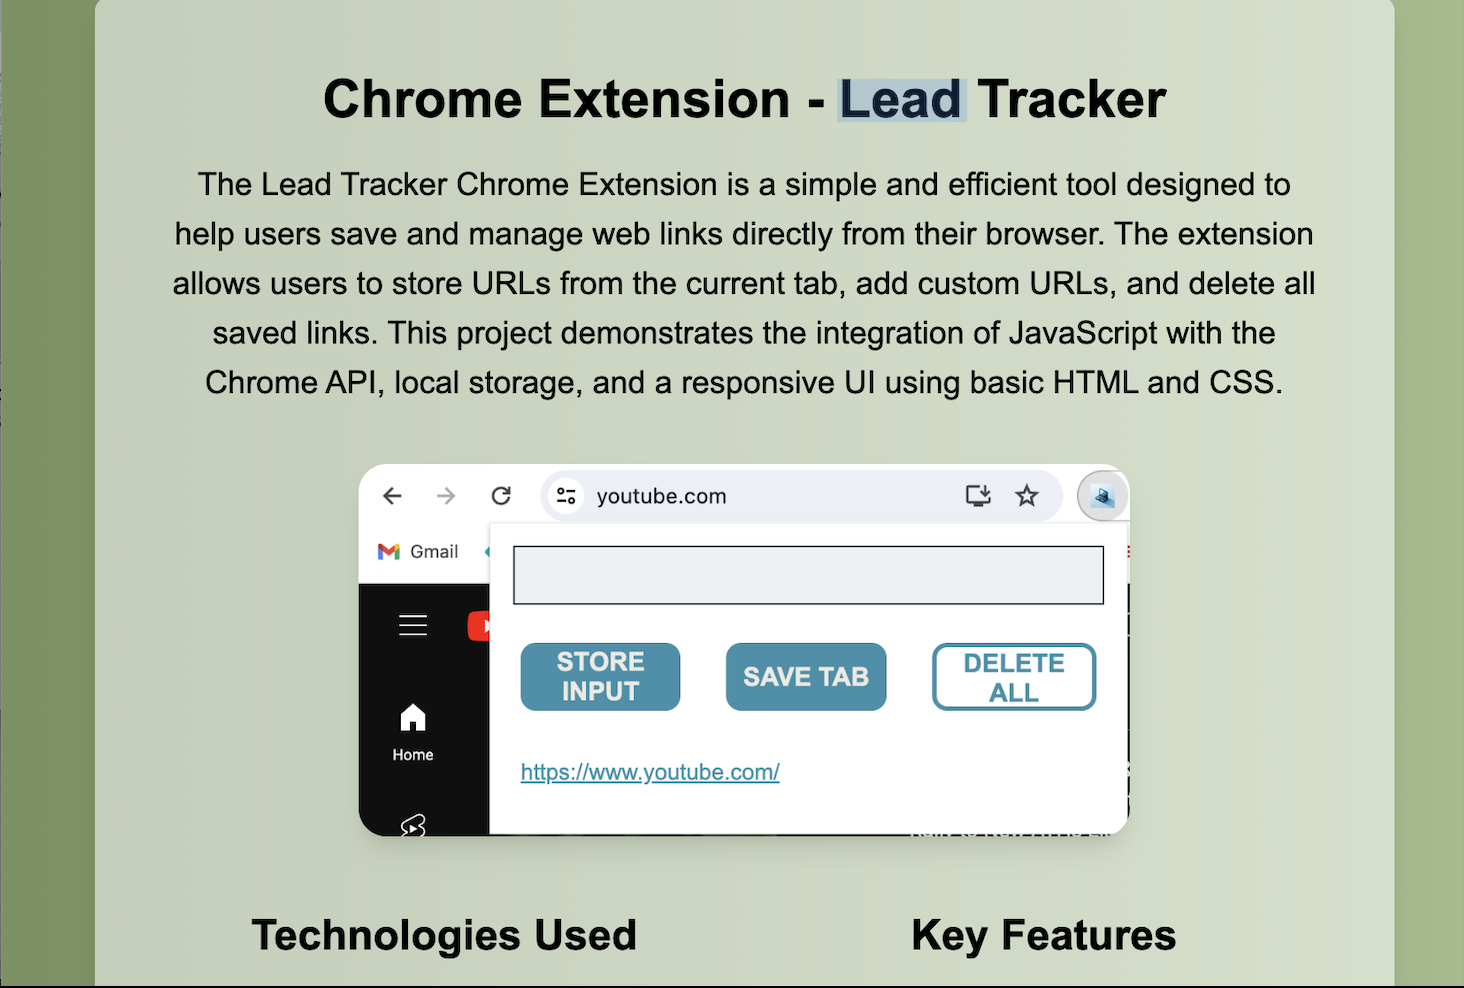 Chrome Extension - Lead Tracker
The Lead Tracker Chrome Extension is a simple and efficient tool designed to
help users save and manage web links directly from their browser. The extension
allows users to store URLs from the current tab, add custom URLs, and delete all
saved links. This project demonstrates the integration of JavaScript with the
Chrome API, local storage, and a responsive UI using basic HTML and CSS.
youtube.com
Gmail
STORE
INPUT
SAVE TAB
DELETE
ALL
Home
https://www.youtube.com/
Technologies Used
Key Features